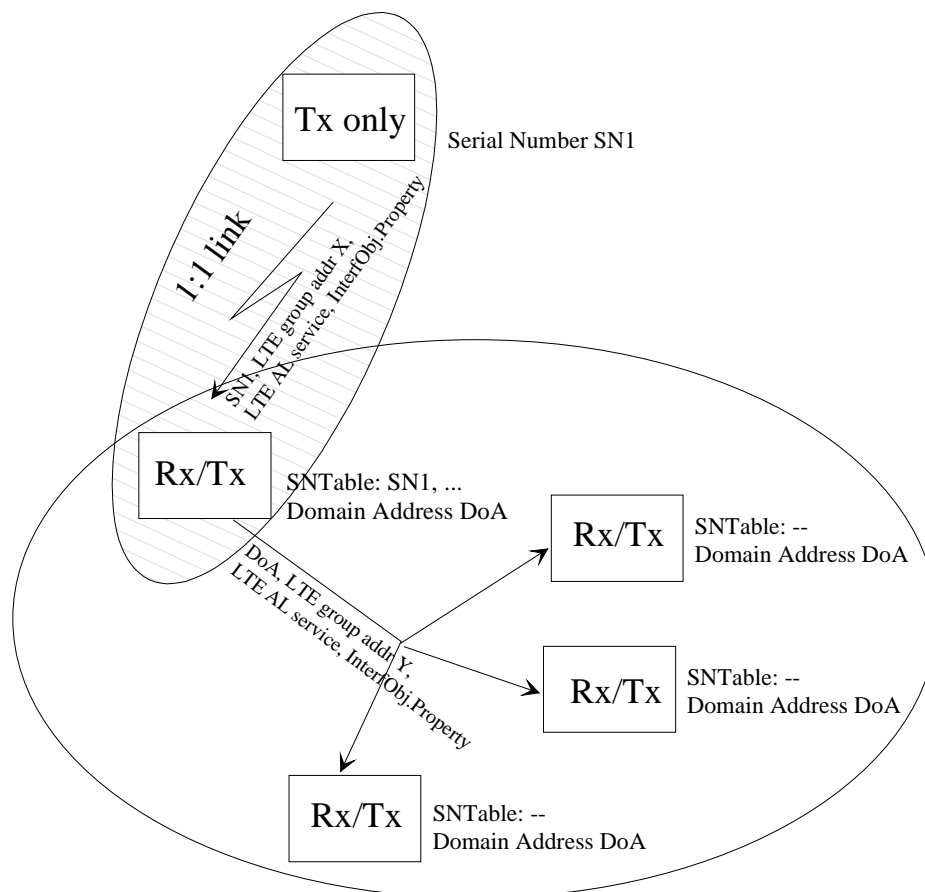 Tx only
Serial Number SN1
1:1 link
SN1, LTE group addr X,
LTE AL service, InterfObj.Property
Rx/Tx
SNTable: SN1, ...
Domain Address DoA
DoA, LTE group addr Y,
LTE AL service, InterfObj.Property
Rx/Tx
SNTable: --
Domain Address DoA
Rx/Tx
SNTable: --
Domain Address DoA
Rx/Tx
SNTable: --
Domain Address DoA